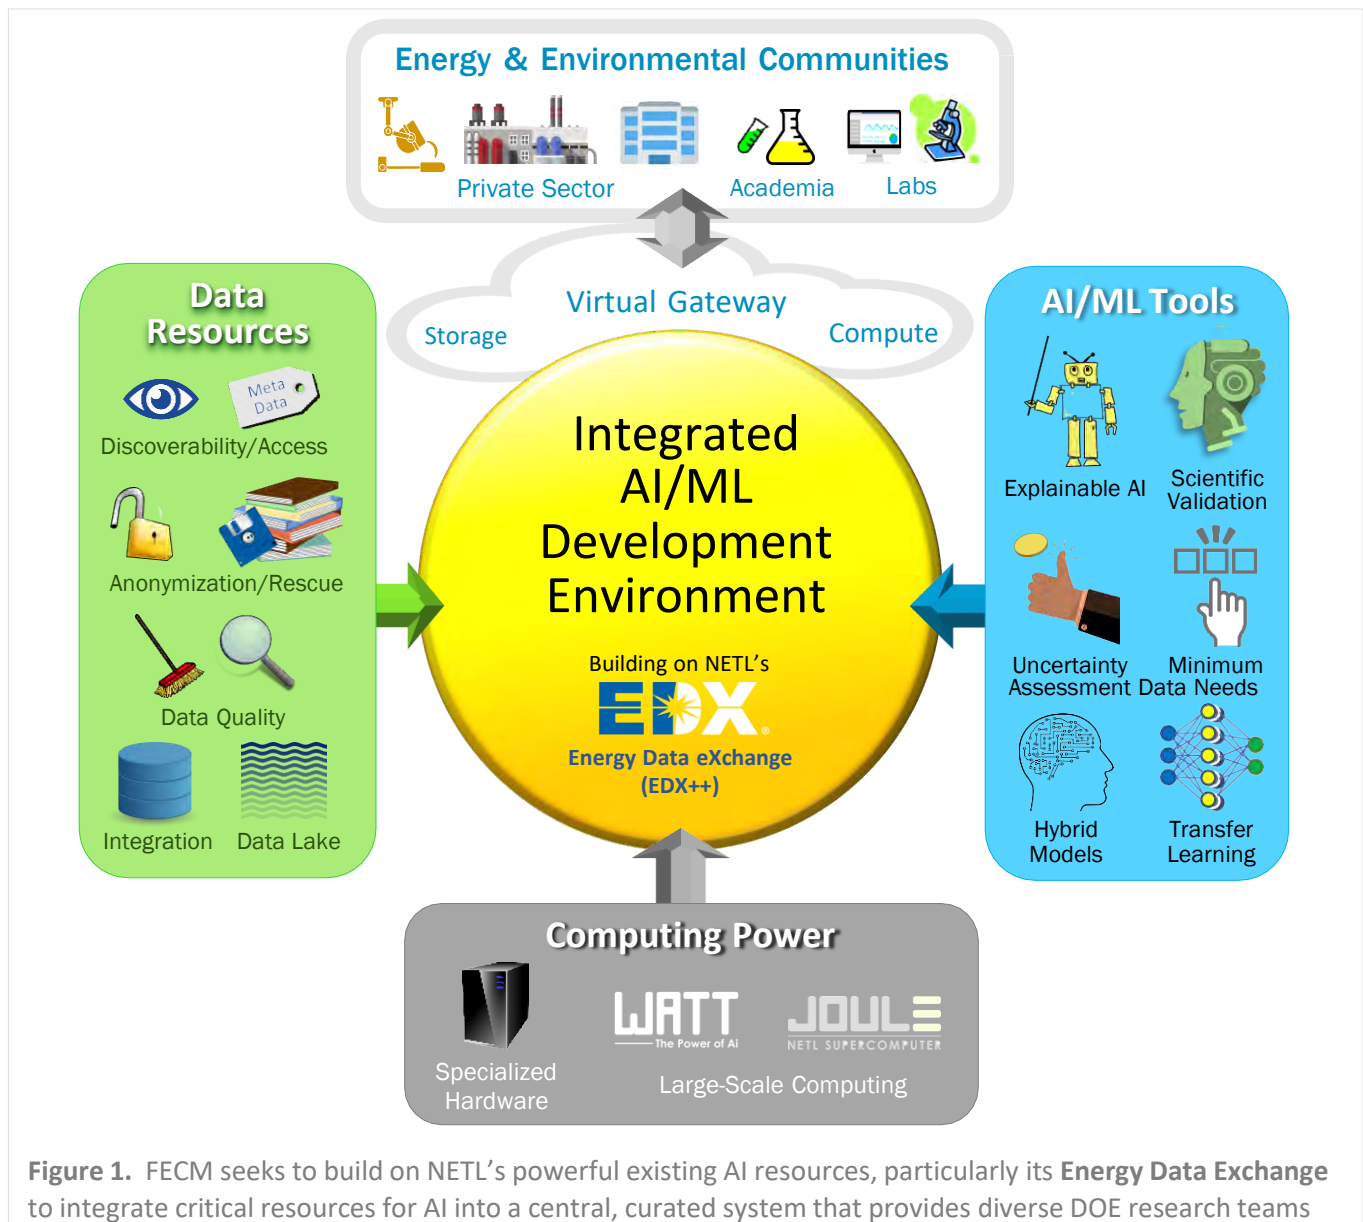 Energy & Environmental Communities
Private Sector
Academia
Labs
Virtual Gateway
Storage
Compute
Data
Resources
Meta
Data
Discoverability/Access
Anonymization/Rescue
Data Quality
Integration
Data Lake
Integrated
AI/ML
Development
Environment
Building on NETL's
EDX®
Energy Data eXchange
(EDX++)
AI/ML Tools
Explainable AI
Scientific
Validation
Uncertainty
Assessment
Minimum
Data Needs
Hybrid
Models
Transfer
Learning
Computing Power
Specialized
Hardware
WATT
The Power of Ai
JOULE
NETL SUPERCOMPUTER
Large-Scale Computing
Figure 1. FECM seeks to build on NETL's powerful existing AI resources, particularly its Energy Data Exchange
to integrate critical resources for AI into a central, curated system that provides diverse DOE research teams